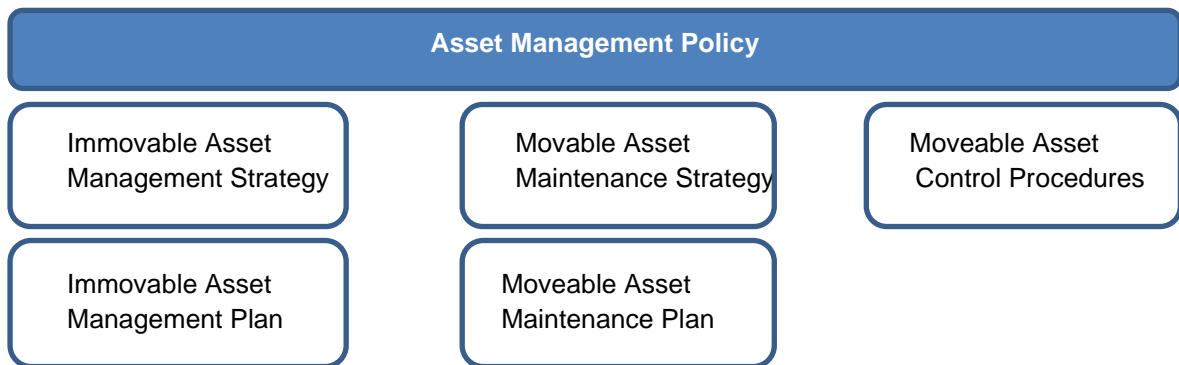 Asset Management Policy
Immovable Asset
Management Strategy
Movable Asset
Maintenance Strategy
Moveable Asset
Control Procedures
Immovable Asset
Management Plan
Moveable Asset
Maintenance Plan